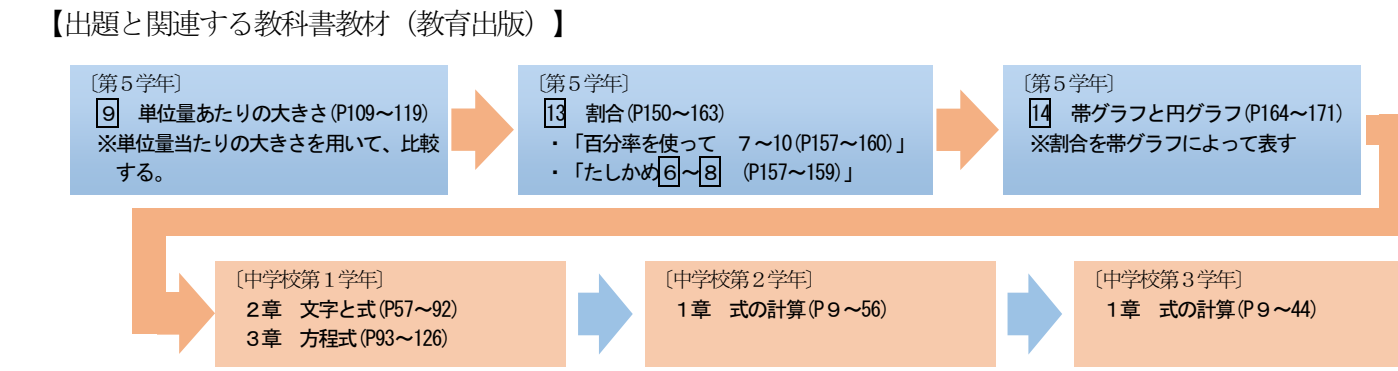 【出題と関連する教科書教材（教育出版）】
〔第５学年〕
９　単位量あたりの大きさ(P109～119)
※単位量当たりの大きさを用いて、比較
する。
〔第５学年〕
13　割合(P150～163)
・「百分率を使って　７～10(P157～160)」
・「たしかめ６～８　(P157～159)」
〔第５学年〕
14　帯グラフと円グラフ(P164～171)
※割合を帯グラフによって表す
〔中学校第１学年〕
２章　文字と式(P57～92)
３章　方程式(P93～126)
〔中学校第２学年〕
１章　式の計算(P９～56)
〔中学校第３学年〕
１章　式の計算(P９～44)